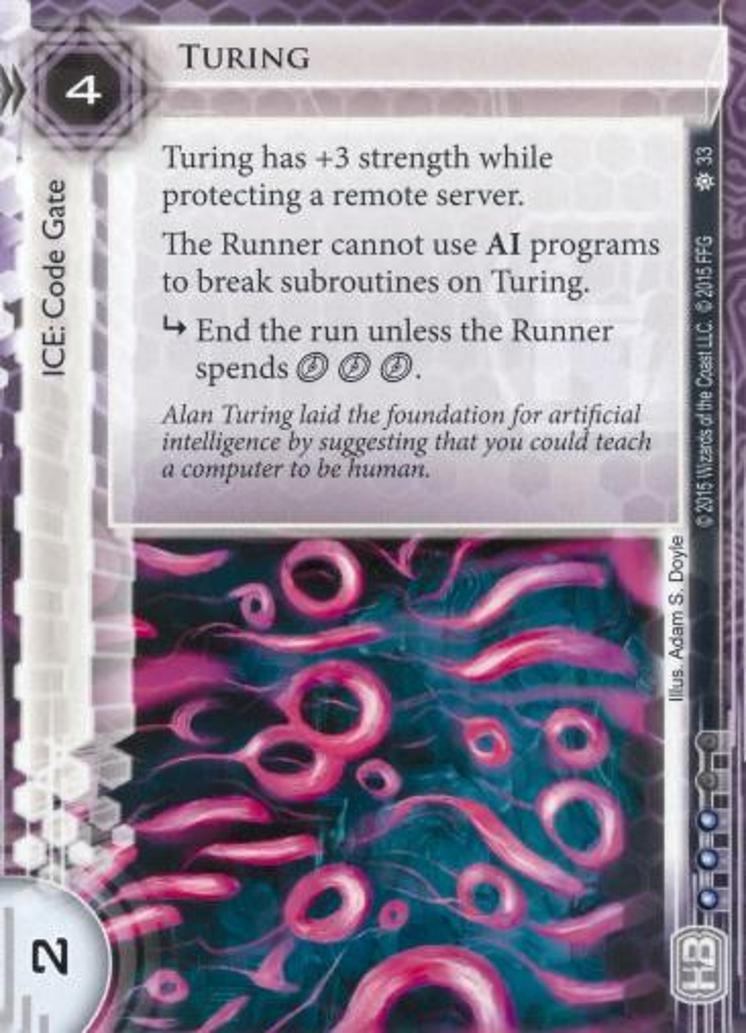 TURING
4
ICE: Code Gate
Turing has +3 strength while
protecting a remote server.
The Runner cannot use AI programs
to break subroutines on Turing.
↳ End the run unless the Runner
spends .
Alan Turing laid the foundation for artificial
intelligence by suggesting that you could teach
a computer to be human.
33
© 2015 Wizards of the Coast LLC. © 2015 FFG
Illus. Adam S. Doyle
2
HB